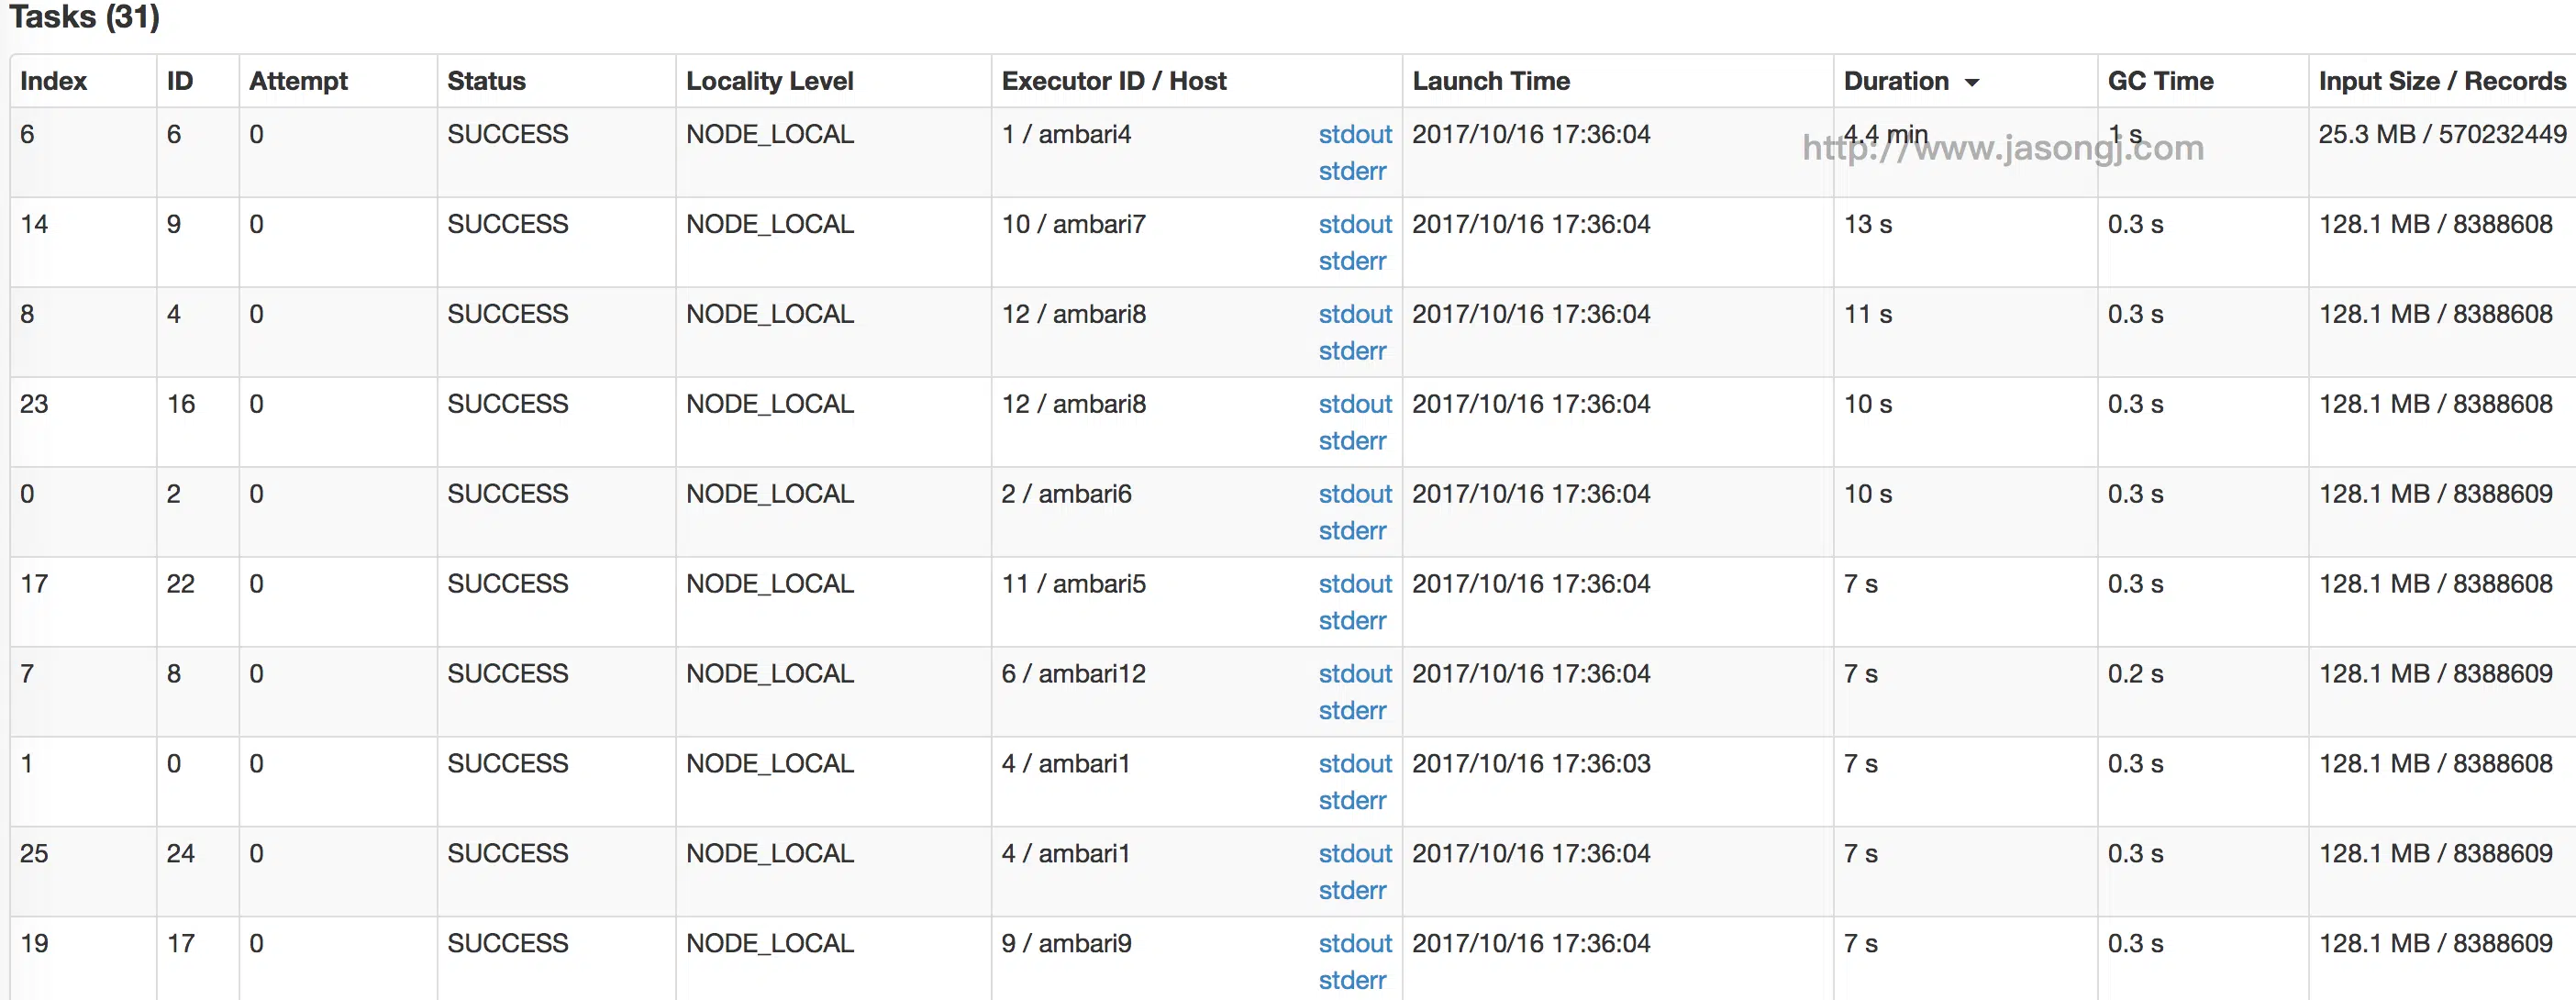 Tasks (31)
Index ID Attempt Status Locality Level Executor ID / Host Launch Time Duration GC Time Input Size / Records
6 6 0 SUCCESS NODE_LOCAL 1 / ambari4 stdout 2017/10/16 17:36:04 4.4 min 1 s 25.3 MB / 570232449
http://www.jasongj.com
stderr
14 9 0 SUCCESS NODE_LOCAL 10 / ambari7 stdout 2017/10/16 17:36:04 13 s 0.3 s 128.1 MB / 8388608
stderr
8 4 0 SUCCESS NODE_LOCAL 12 / ambari8 stdout 2017/10/16 17:36:04 11 s 0.3 s 128.1 MB / 8388608
stderr
23 16 0 SUCCESS NODE_LOCAL 12 / ambari8 stdout 2017/10/16 17:36:04 10 s 0.3 s 128.1 MB / 8388608
stderr
0 2 0 SUCCESS NODE_LOCAL 2 / ambari6 stdout 2017/10/16 17:36:04 10 s 0.3 s 128.1 MB / 8388609
stderr
17 22 0 SUCCESS NODE_LOCAL 11 / ambari5 stdout 2017/10/16 17:36:04 7 s 0.3 s 128.1 MB / 8388608
stderr
7 8 0 SUCCESS NODE_LOCAL 6 / ambari12 stdout 2017/10/16 17:36:04 7 s 0.2 s 128.1 MB / 8388609
stderr
1 0 0 SUCCESS NODE_LOCAL 4 / ambari1 stdout 2017/10/16 17:36:03 7 s 0.3 s 128.1 MB / 8388608
stderr
25 24 0 SUCCESS NODE_LOCAL 4 / ambari1 stdout 2017/10/16 17:36:04 7 s 0.3 s 128.1 MB / 8388609
stderr
19 17 0 SUCCESS NODE_LOCAL 9 / ambari9 stdout 2017/10/16 17:36:04 7 s 0.3 s 128.1 MB / 8388609
stderr